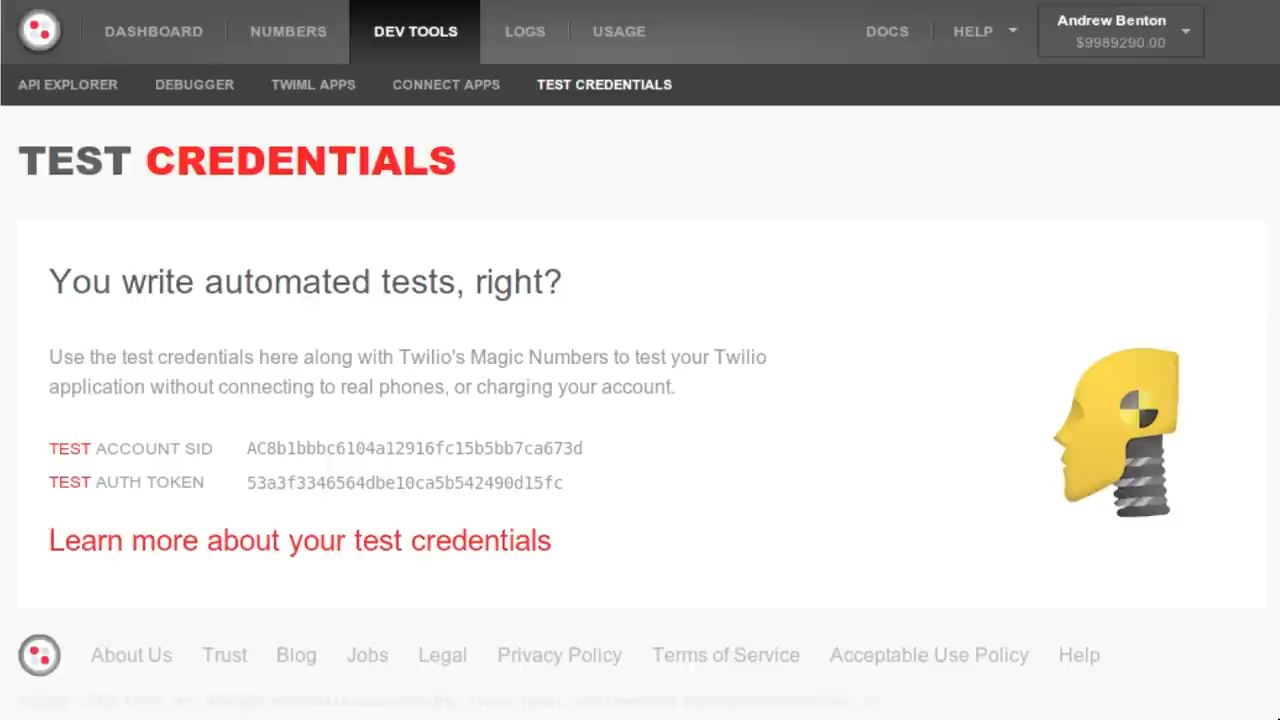 DASHBOARD NUMBERS DEV TOOLS LOGS USAGE DOCS HELP Andrew Benton
$9989290.00
API EXPLORER DEBUGGER TWIML APPS CONNECT APPS TEST CREDENTIALS
TEST CREDENTIALS
You write automated tests, right?
Use the test credentials here along with Twilio's Magic Numbers to test your Twilio
application without connecting to real phones, or charging your account.
TEST ACCOUNT SID AC8b1bbbc6104a12916fc15b5bb7ca673d
TEST AUTH TOKEN 53a3f3346564dbe10ca5b542490d15fc
Learn more about your test credentials
About Us Trust Blog Jobs Legal Privacy Policy Terms of Service Acceptable Use Policy Help